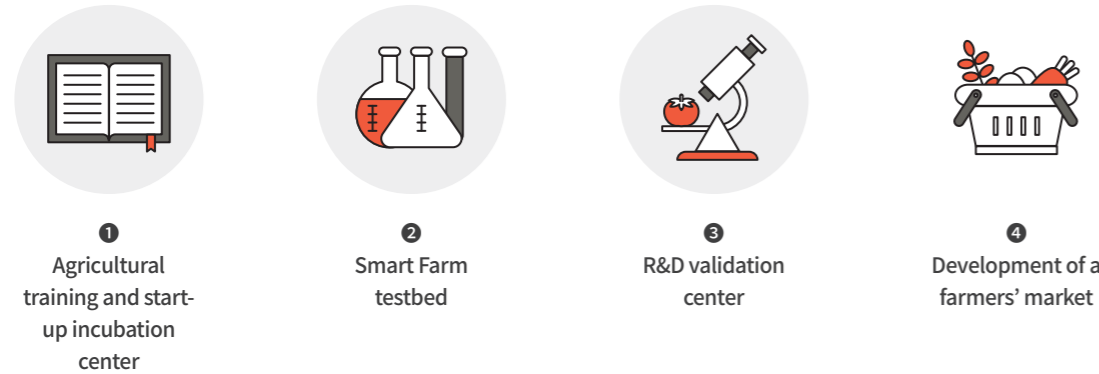 ❶
Agricultural
training and start-
up incubation
center
❷
Smart Farm
testbed
❸
R&D validation
center
❹
Development of a
farmers’ market